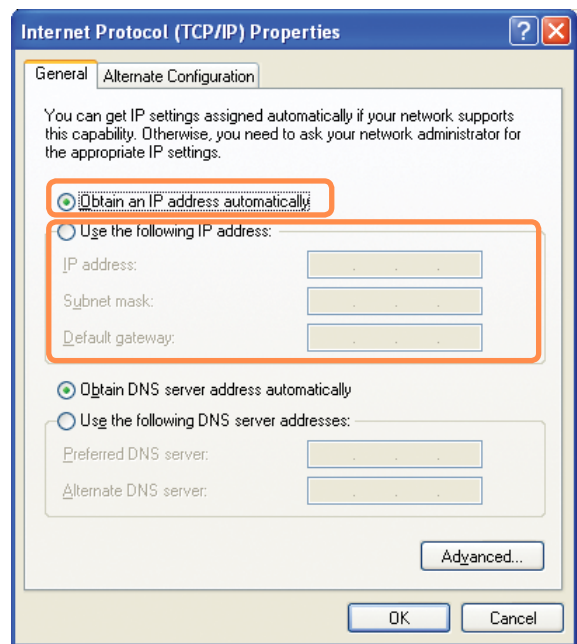 Internet Protocol (TCP/IP) Properties
General
Alternate Configuration
You can get IP settings assigned automatically if your network supports
this capability. Otherwise, you need to ask your network administrator for
the appropriate IP settings.
Obtain an IP address automatically
Use the following IP address:
IP address:
Subnet mask:
Default gateway:
Obtain DNS server address automatically
Use the following DNS server addresses:
Preferred DNS server:
Alternate DNS server:
Advanced...
OK
Cancel